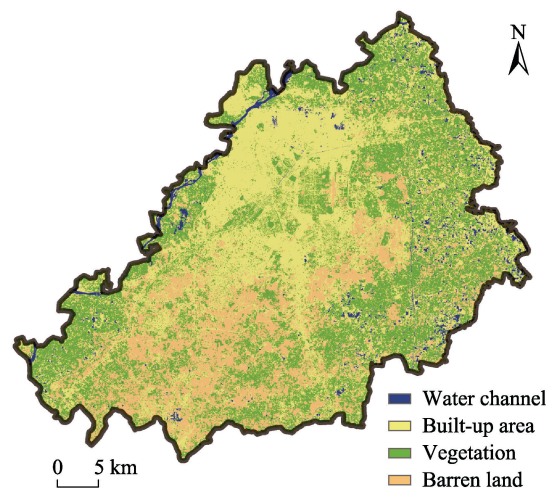 N
Water channel
Built-up area
Vegetation
Barren land
0 5 km